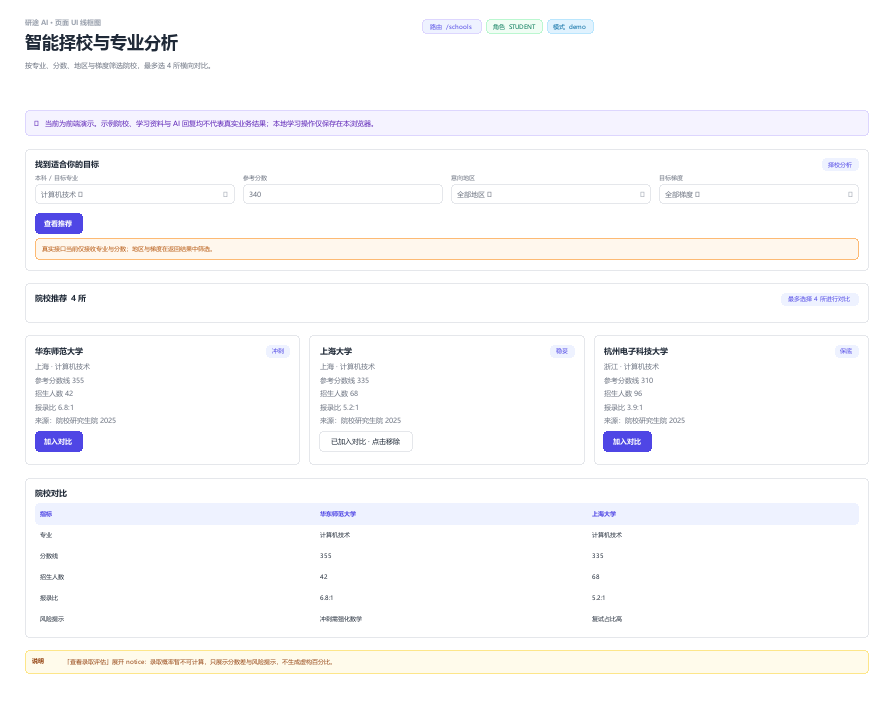 研途 AI • 页面 UI 线框图
路由 /schools
角色 STUDENT
模式 demo
智能择校与专业分析
按专业、分数、地区与梯度筛选院校，最多选 4 所横向对比。
当前为前端演示。示例院校、学习资料与 AI 回复均不代表真实业务结果；本地学习操作仅保存在本浏览器。
找到适合你的目标
择校分析
本科 / 目标专业
参考分数
意向地区
目标梯度
计算机技术
340
全部地区
全部梯度
查看推荐
真实接口当前仅接收专业与分数；地区与梯度在返回结果中筛选。
院校推荐 4 所
最多选择 4 所进行对比
华东师范大学
冲刺
上海 · 计算机技术
参考分数线 355
招生人数 42
报录比 6.8:1
来源：院校研究生院 2025
加入对比
上海大学
稳妥
上海 · 计算机技术
参考分数线 335
招生人数 68
报录比 5.2:1
来源：院校研究生院 2025
已加入对比 · 点击移除
杭州电子科技大学
保底
浙江 · 计算机技术
参考分数线 310
招生人数 96
报录比 3.9:1
来源：院校研究生院 2025
加入对比
院校对比
指标 华东师范大学 上海大学
专业 计算机技术 计算机技术
分数线 355 335
招生人数 42 68
报录比 6.8:1 5.2:1
风险提示 冲刺需强化数学 复试占比高
说明 「查看录取评估」展开 notice：录取概率暂不可计算，只展示分数差与风险提示，不生成虚构百分比。